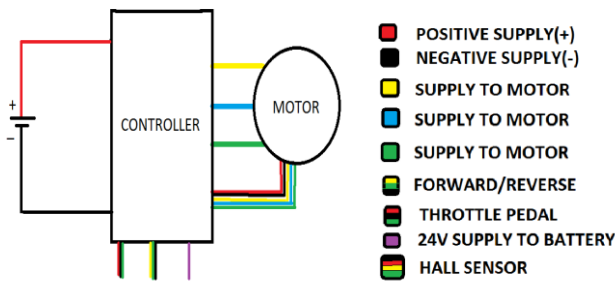 +
−
CONTROLLER
MOTOR
POSITIVE SUPPLY(+)
NEGATIVE SUPPLY(-)
SUPPLY TO MOTOR
SUPPLY TO MOTOR
SUPPLY TO MOTOR
FORWARD/REVERSE
THROTTLE PEDAL
24V SUPPLY TO BATTERY
HALL SENSOR